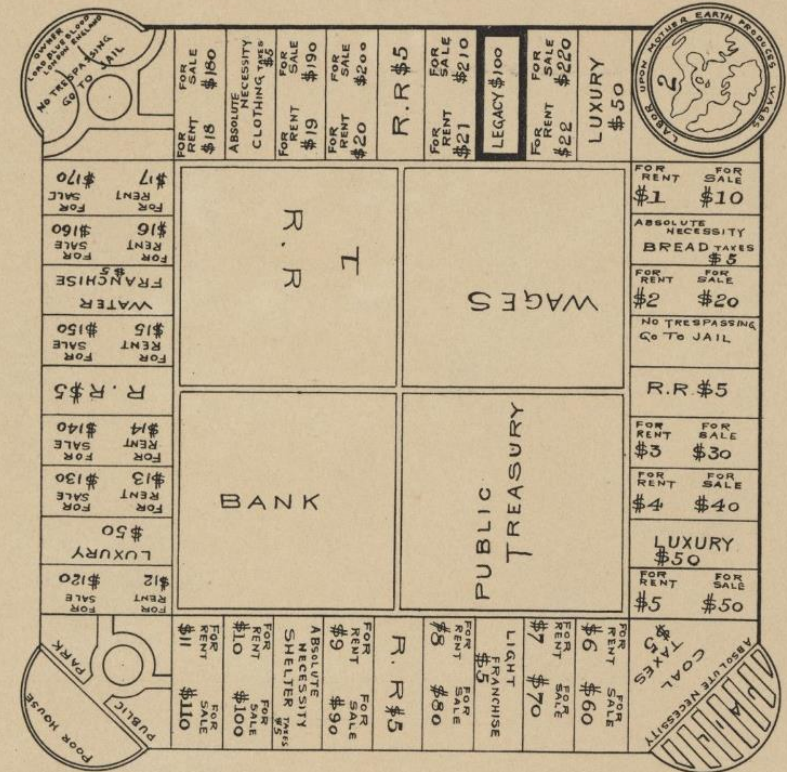 OWNER
LORD BLUEBLOOD
LONDON ENGLAND
NO TRESPASSING
GO TO JAIL
FOR
RENT
$18
FOR
SALE
$180
ABSOLUTE
NECESSITY
CLOTHING TAXES
$5
FOR
RENT
$19
FOR
SALE
$190
FOR
RENT
$20
FOR
SALE
$200
R.R $5
FOR
RENT
$21
FOR
SALE
$210
LEGACY $100
FOR
RENT
$22
FOR
SALE
$220
LUXURY
$50
LABOR UPON MOTHER EARTH PRODUCES WAGES
2
FOR
RENT
$1
FOR
SALE
$10
ABSOLUTE
NECESSITY
BREAD TAXES
$5
FOR
RENT
$2
FOR
SALE
$20
NO TRESPASSING
GO TO JAIL
R.R. $5
FOR
RENT
$3
FOR
SALE
$30
FOR
RENT
$4
FOR
SALE
$40
LUXURY
$50
FOR
RENT
$5
FOR
SALE
$50
ABSOLUTE NECESSITY
COAL
TAXES
$5
JAIL
FOR
RENT
$6
FOR
SALE
$60
FOR
RENT
$7
FOR
SALE
$70
LIGHT
FRANCHISE
$5
FOR
RENT
$8
FOR
SALE
$80
R. R $5
FOR
RENT
$9
FOR
SALE
$90
ABSOLUTE
NECESSITY
SHELTER TAXES
$5
FOR
RENT
$10
FOR
SALE
$100
FOR
RENT
$11
FOR
SALE
$110
PUBLIC
PARK
POOR HOUSE
FOR
RENT
$12
FOR
SALE
$120
LUXURY
$50
FOR
RENT
$13
FOR
SALE
$130
FOR
RENT
$14
FOR
SALE
$140
R. R $5
FOR
RENT
$15
FOR
SALE
$150
WATER
FRANCHISE
$5
FOR
RENT
$16
FOR
SALE
$160
FOR
RENT
$17
FOR
SALE
$170
R. R
WAGES
BANK
PUBLIC
TREASURY